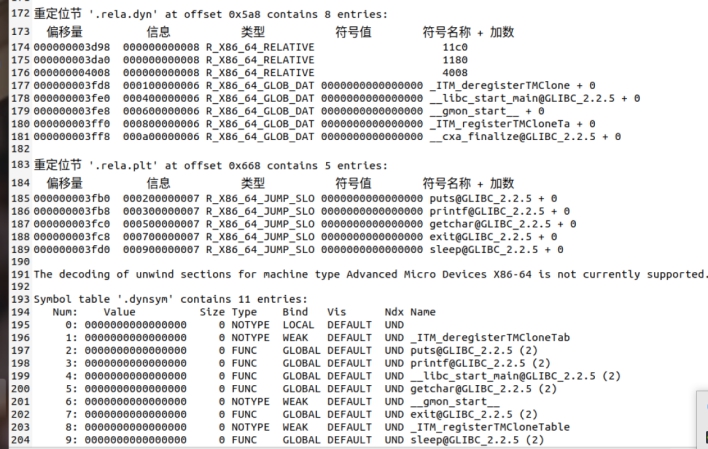 172 重定位节 '.rela.dyn' at offset 0x5a8 contains 8 entries:
173 偏移量 信息 类型 符号值 符号名称 + 加数
174 000000003d98 000000000008 R_X86_64_RELATIVE 11c0
175 000000003da0 000000000008 R_X86_64_RELATIVE 1180
176 000000004008 000000000008 R_X86_64_RELATIVE 4008
177 000000003fd8 000100000006 R_X86_64_GLOB_DAT 0000000000000000 _ITM_deregisterTMClone + 0
178 000000003fe0 000400000006 R_X86_64_GLOB_DAT 0000000000000000 __libc_start_main@GLIBC_2.2.5 + 0
179 000000003fe8 000600000006 R_X86_64_GLOB_DAT 0000000000000000 __gmon_start__ + 0
180 000000003ff0 000800000006 R_X86_64_GLOB_DAT 0000000000000000 _ITM_registerTMCloneTa + 0
181 000000003ff8 000a00000006 R_X86_64_GLOB_DAT 0000000000000000 __cxa_finalize@GLIBC_2.2.5 + 0
182
183 重定位节 '.rela.plt' at offset 0x668 contains 5 entries:
184 偏移量 信息 类型 符号值 符号名称 + 加数
185 000000003fb0 000200000007 R_X86_64_JUMP_SLO 0000000000000000 puts@GLIBC_2.2.5 + 0
186 000000003fb8 000300000007 R_X86_64_JUMP_SLO 0000000000000000 printf@GLIBC_2.2.5 + 0
187 000000003fc0 000500000007 R_X86_64_JUMP_SLO 0000000000000000 getchar@GLIBC_2.2.5 + 0
188 000000003fc8 000700000007 R_X86_64_JUMP_SLO 0000000000000000 exit@GLIBC_2.2.5 + 0
189 000000003fd0 000900000007 R_X86_64_JUMP_SLO 0000000000000000 sleep@GLIBC_2.2.5 + 0
190
191 The decoding of unwind sections for machine type Advanced Micro Devices X86-64 is not currently supported.
192
193 Symbol table '.dynsym' contains 11 entries:
194 Num: Value Size Type Bind Vis Ndx Name
195 0: 0000000000000000 0 NOTYPE LOCAL DEFAULT UND
196 1: 0000000000000000 0 NOTYPE WEAK DEFAULT UND _ITM_deregisterTMCloneTab
197 2: 0000000000000000 0 FUNC GLOBAL DEFAULT UND puts@GLIBC_2.2.5 (2)
198 3: 0000000000000000 0 FUNC GLOBAL DEFAULT UND printf@GLIBC_2.2.5 (2)
199 4: 0000000000000000 0 FUNC GLOBAL DEFAULT UND __libc_start_main@GLIBC_2.2.5 (2)
200 5: 0000000000000000 0 FUNC GLOBAL DEFAULT UND getchar@GLIBC_2.2.5 (2)
201 6: 0000000000000000 0 NOTYPE WEAK DEFAULT UND __gmon_start__
202 7: 0000000000000000 0 FUNC GLOBAL DEFAULT UND exit@GLIBC_2.2.5 (2)
203 8: 0000000000000000 0 NOTYPE WEAK DEFAULT UND _ITM_registerTMCloneTable
204 9: 0000000000000000 0 FUNC GLOBAL DEFAULT UND sleep@GLIBC_2.2.5 (2)